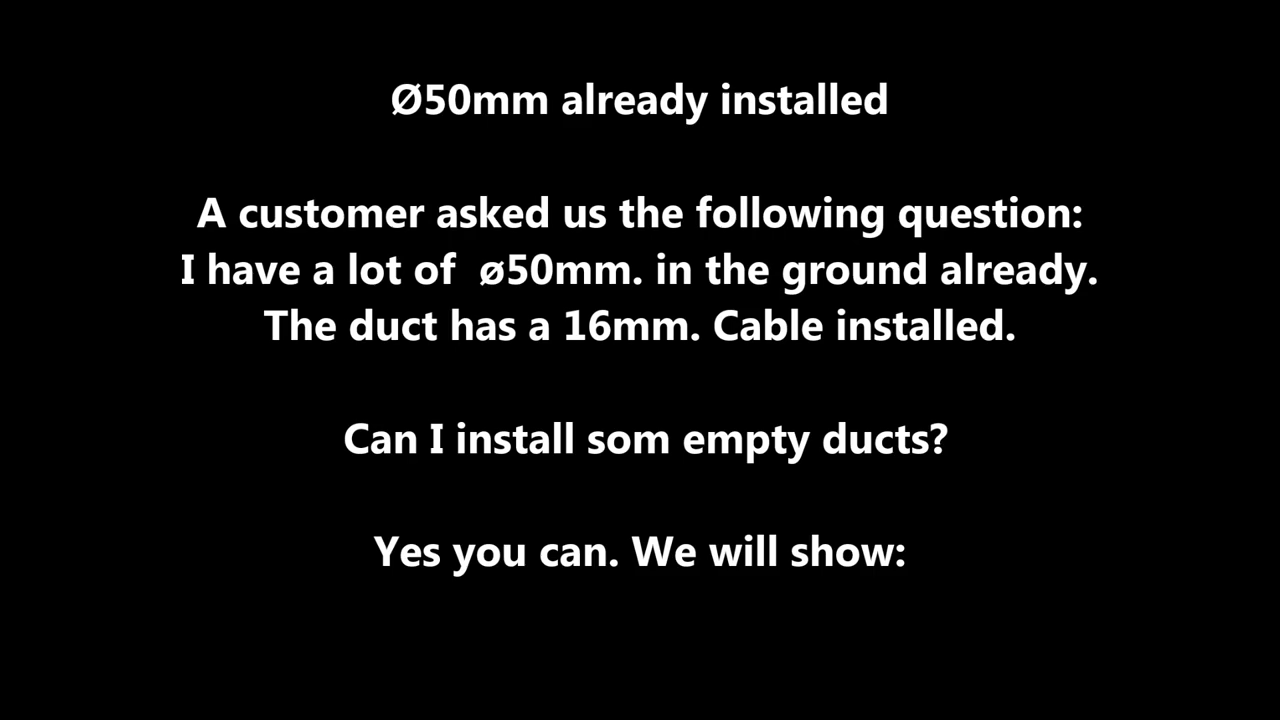 Ø50mm already installed
A customer asked us the following question:
I have a lot of  ø50mm. in the ground already.
The duct has a 16mm. Cable installed.
Can I install som empty ducts?
Yes you can. We will show: